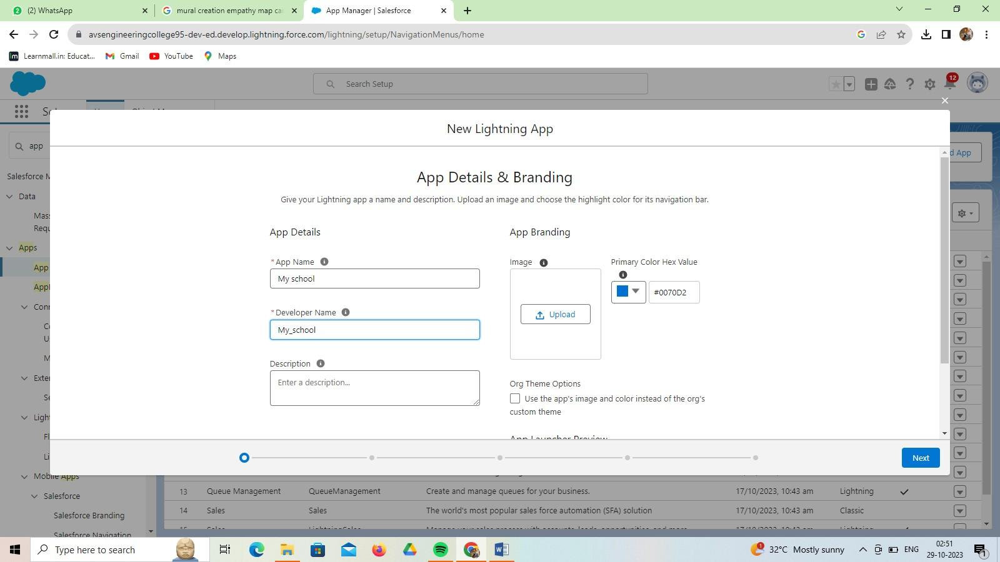 (2) WhatsApp
mural creation empathy map ca
App Manager | Salesforce
avsengineeringcollege95-dev-ed.develop.lightning.force.com/lightning/setup/NavigationMenus/home
Learnmall.in: Educat...
Gmail
YouTube
Maps
Search Setup
12
New Lightning App
app
d App
App Details & Branding
Salesforce M
Give your Lightning app a name and description. Upload an image and choose the highlight color for its navigation bar.
Data
Mass
Requ
App Details
App Branding
Apps
* App Name
Image
Primary Color Hex Value
App
My school
#0070D2
App
Conn
* Developer Name
Upload
My_school
Description
Enter a description...
Exter
Org Theme Options
Use the app's image and color instead of the org's
custom theme
Se
Light
Fl
Li
App Launcher Preview
Next
Mobile Apps
Salesforce
Salesforce Branding
Salesforce Navigation
13 Queue Management QueueManagement Create and manage queues for your business. 17/10/2023, 10:43 am Lightning
14 Sales Sales The world's most popular sales force automation (SFA) solution 17/10/2023, 10:43 am Classic
Type here to search
32°C Mostly sunny
ENG
02:51
29-10-2023